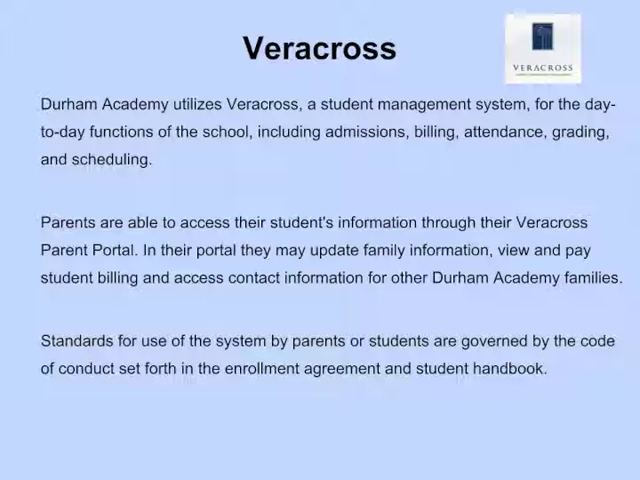 Veracross
VERACROSS
Durham Academy utilizes Veracross, a student management system, for the day-
to-day functions of the school, including admissions, billing, attendance, grading,
and scheduling.
Parents are able to access their student's information through their Veracross
Parent Portal. In their portal they may update family information, view and pay
student billing and access contact information for other Durham Academy families.
Standards for use of the system by parents or students are governed by the code
of conduct set forth in the enrollment agreement and student handbook.